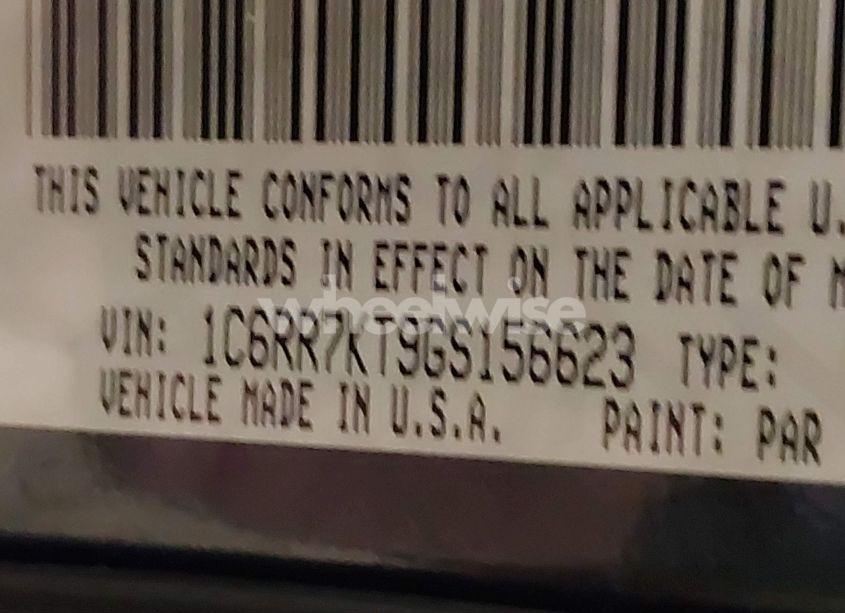 THIS VEHICLE CONFORMS TO ALL APPLICABLE U.
STANDARDS IN EFFECT ON THE DATE OF M
wheelwise
VIN: 1C6RR7KT9GS156623 TYPE:
VEHICLE MADE IN U.S.A. PAINT: PAR